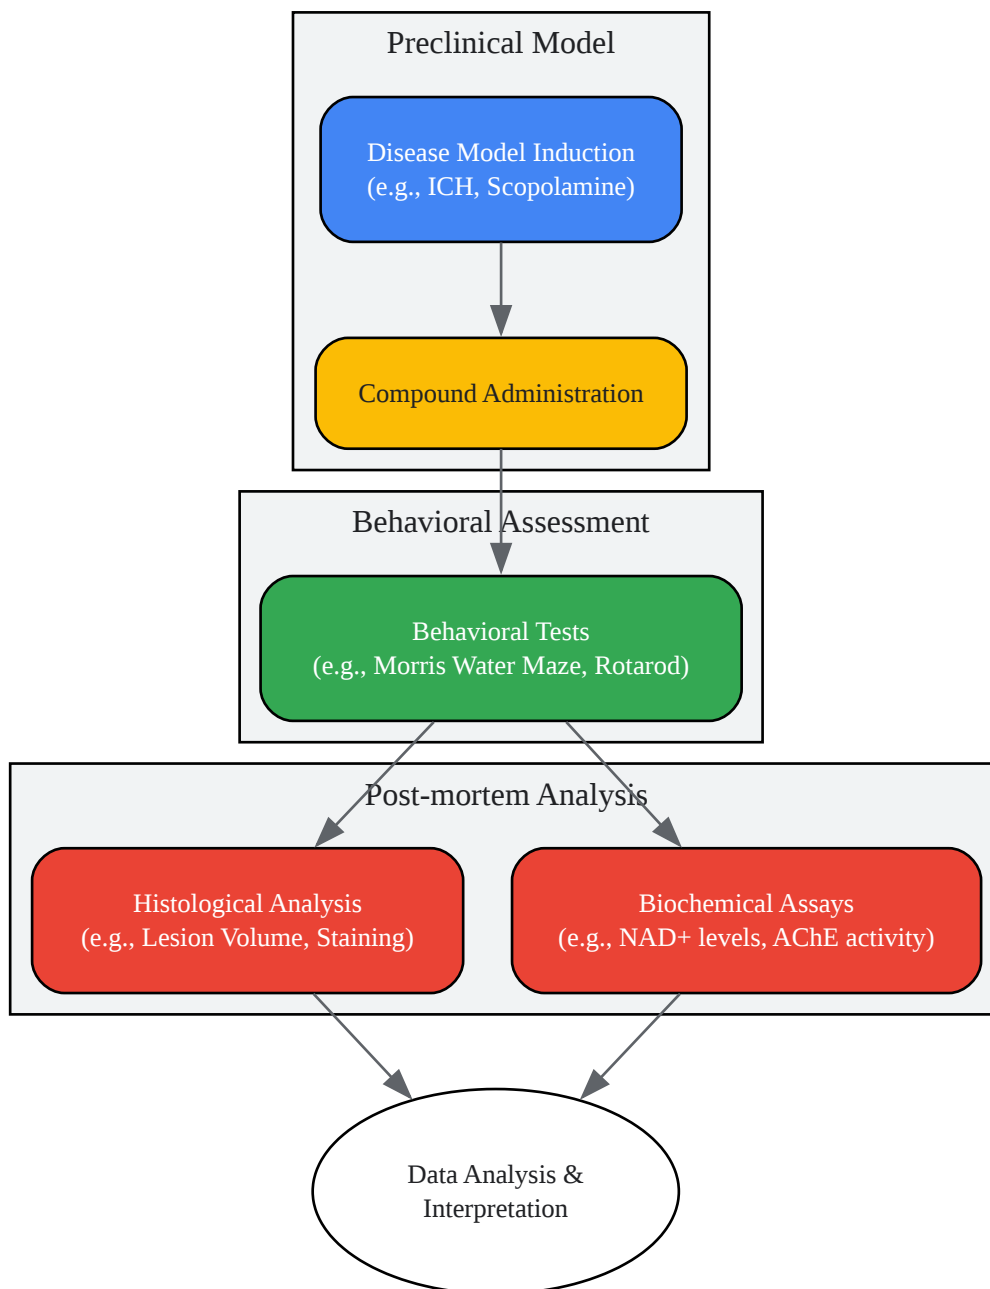 Preclinical Model
Disease Model Induction
(e.g., ICH, Scopolamine)
Compound Administration
Behavioral Assessment
Behavioral Tests
(e.g., Morris Water Maze, Rotarod)
Post-mortem Analysis
Histological Analysis
(e.g., Lesion Volume, Staining)
Biochemical Assays
(e.g., NAD+ levels, AChE activity)
Data Analysis &
Interpretation